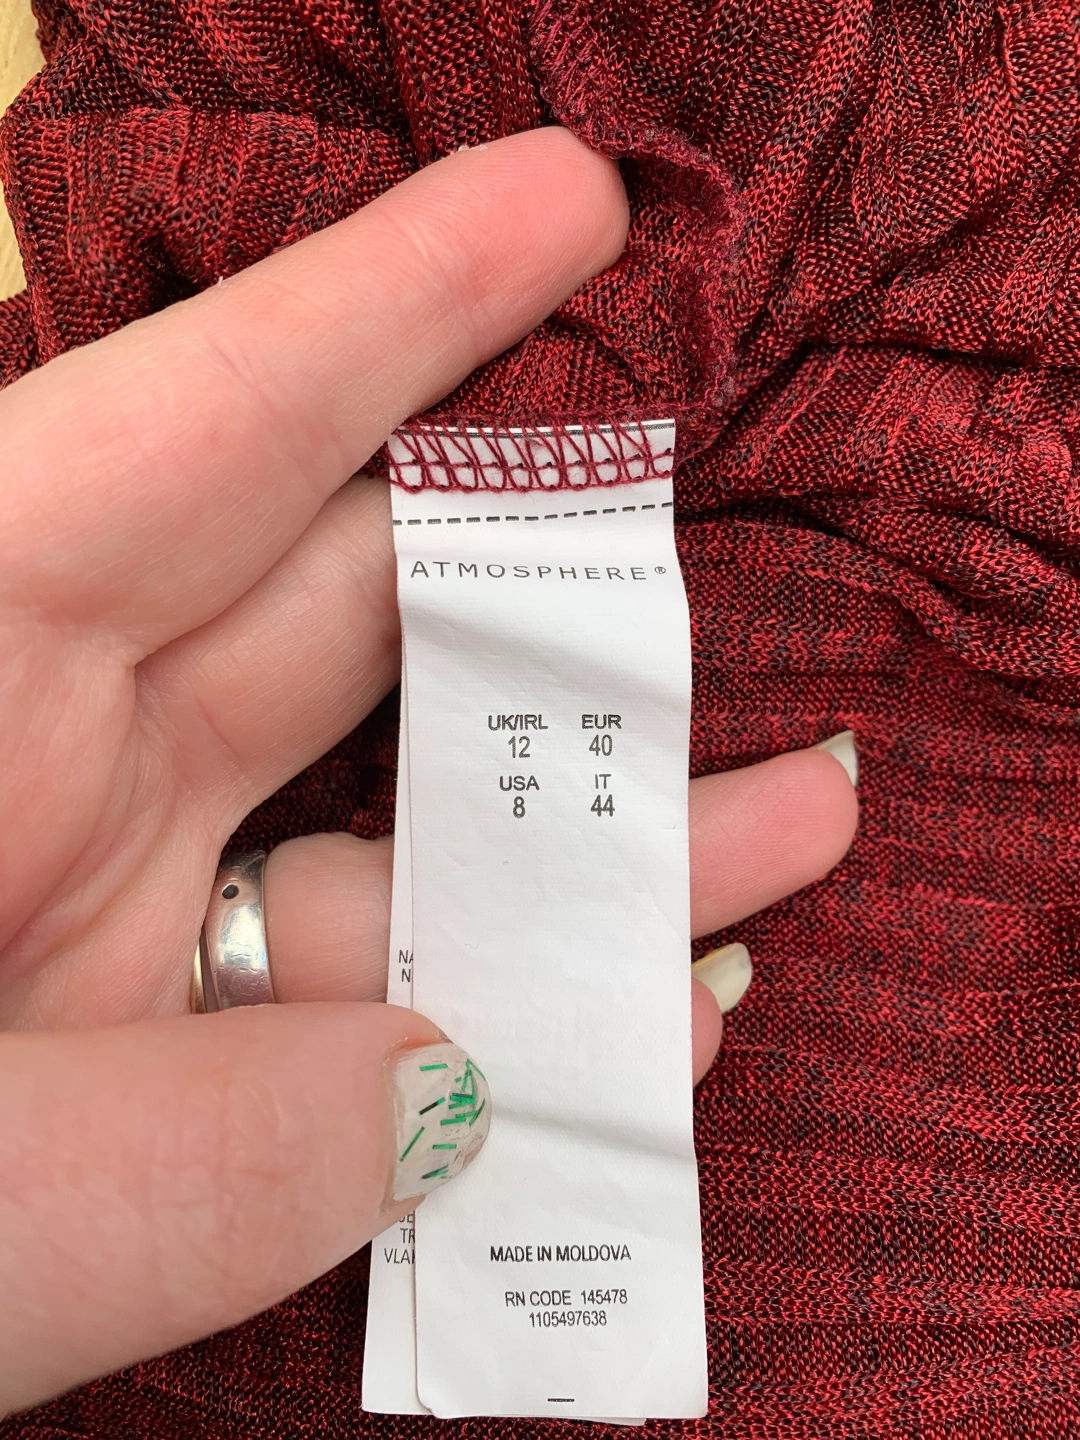 ATMOSPHERE®
UK/IRL EUR
12 40
USA IT
8 44
MADE IN MOLDOVA
RN CODE 145478
1105497638